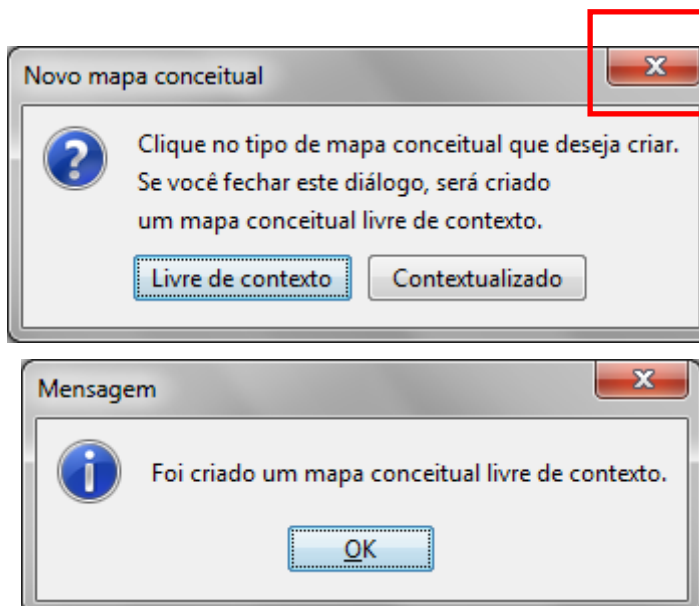 Novo mapa conceitual
Clique no tipo de mapa conceitual que deseja criar.
Se você fechar este diálogo, será criado
um mapa conceitual livre de contexto.
Livre de contexto Contextualizado
Mensagem
Foi criado um mapa conceitual livre de contexto.
OK